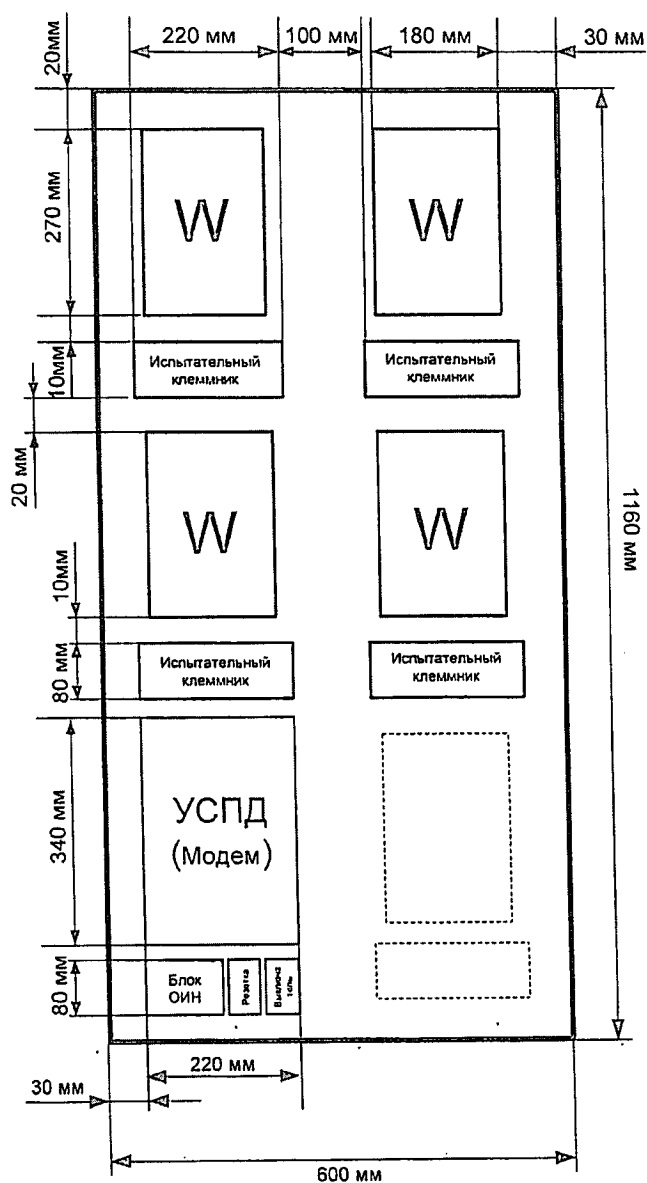 220 мм
100 мм
180 мм
30 мм
20мм
270 мм
W
W
10мм
Испытательный
клеммник
Испытательный
клеммник
20 мм
W
W
1160 мм
10мм
80 мм
Испытательный
клеммник
Испытательный
клеммник
340 мм
УСПД
(Модем)
80 мм
Блок
ОИН
Розетка
Выключа
тель
220 мм
30 мм
600 мм